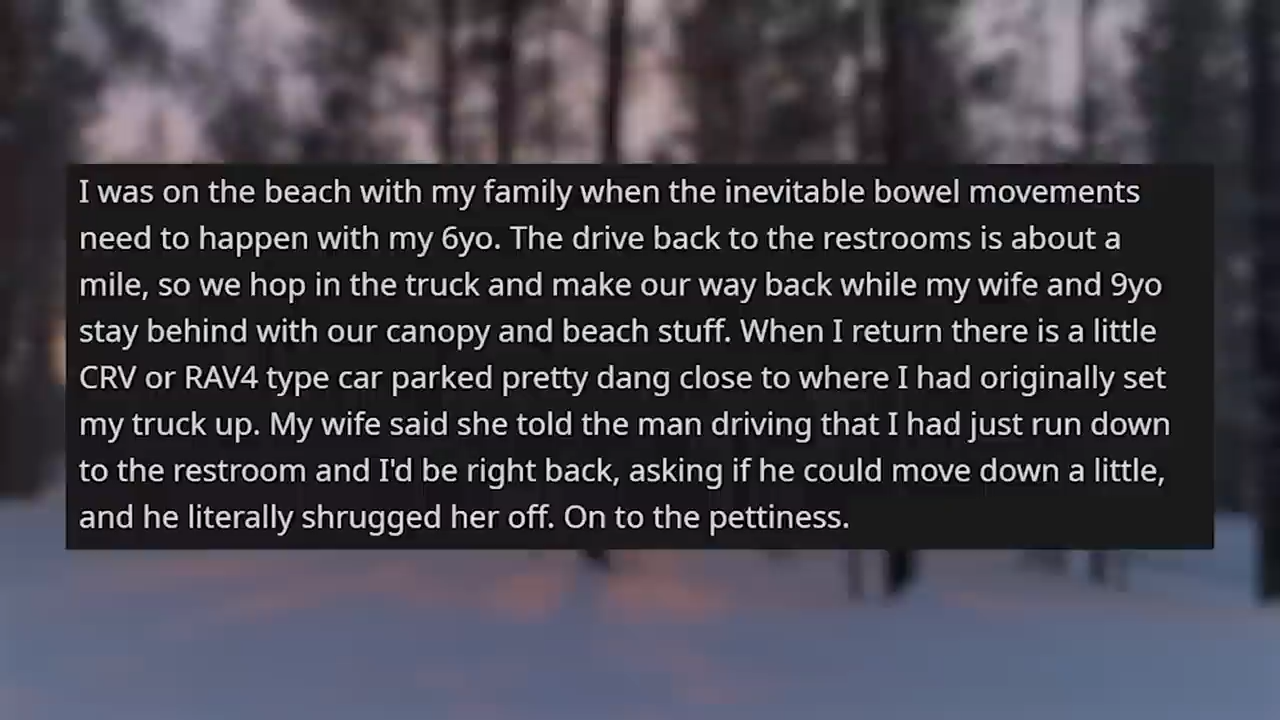 I was on the beach with my family when the inevitable bowel movements
need to happen with my 6yo. The drive back to the restrooms is about a
mile, so we hop in the truck and make our way back while my wife and 9yo
stay behind with our canopy and beach stuff. When I return there is a little
CRV or RAV4 type car parked pretty dang close to where I had originally set
my truck up. My wife said she told the man driving that I had just run down
to the restroom and I'd be right back, asking if he could move down a little,
and he literally shrugged her off. On to the pettiness.